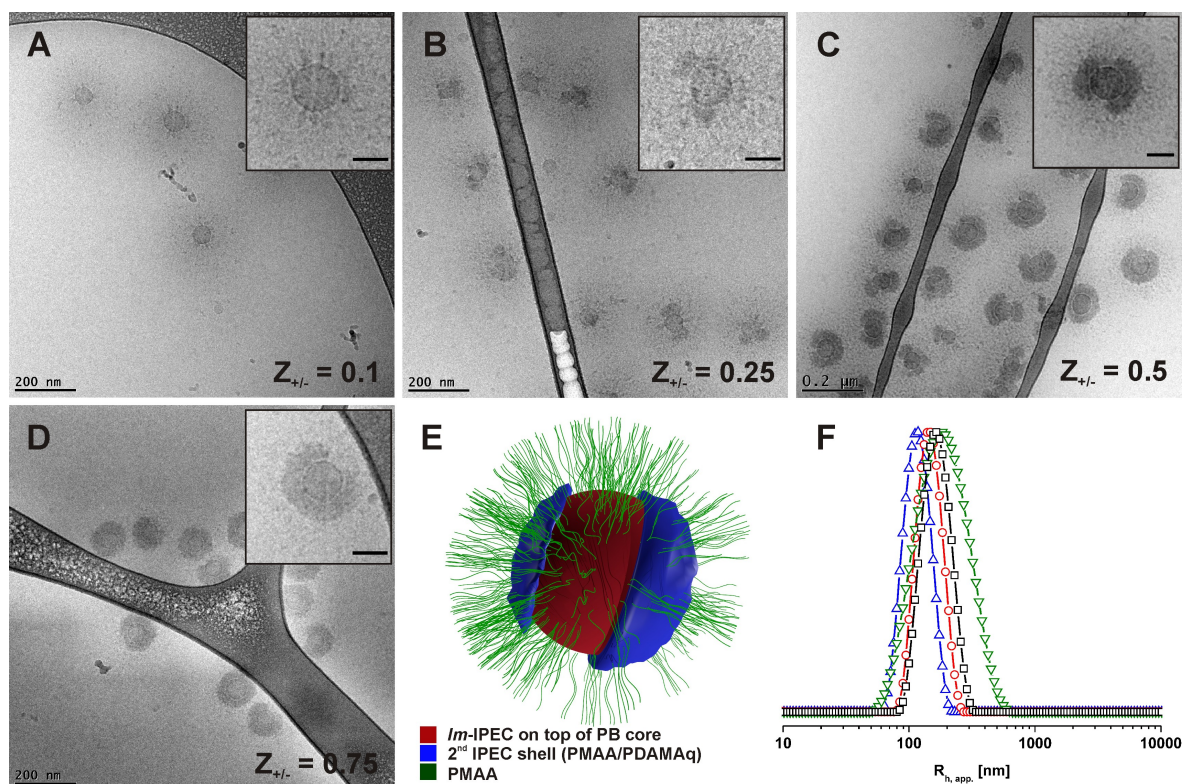 A
200 nm
Z+/- = 0.1
B
200 nm
Z+/- = 0.25
C
0.2 µm
Z+/- = 0.5
D
200 nm
Z+/- = 0.75
E
Im-IPEC on top of PB core
2nd IPEC shell (PMAA/PDAMAq)
PMAA
F
10 100 1000 10000
Rh, app. [nm]